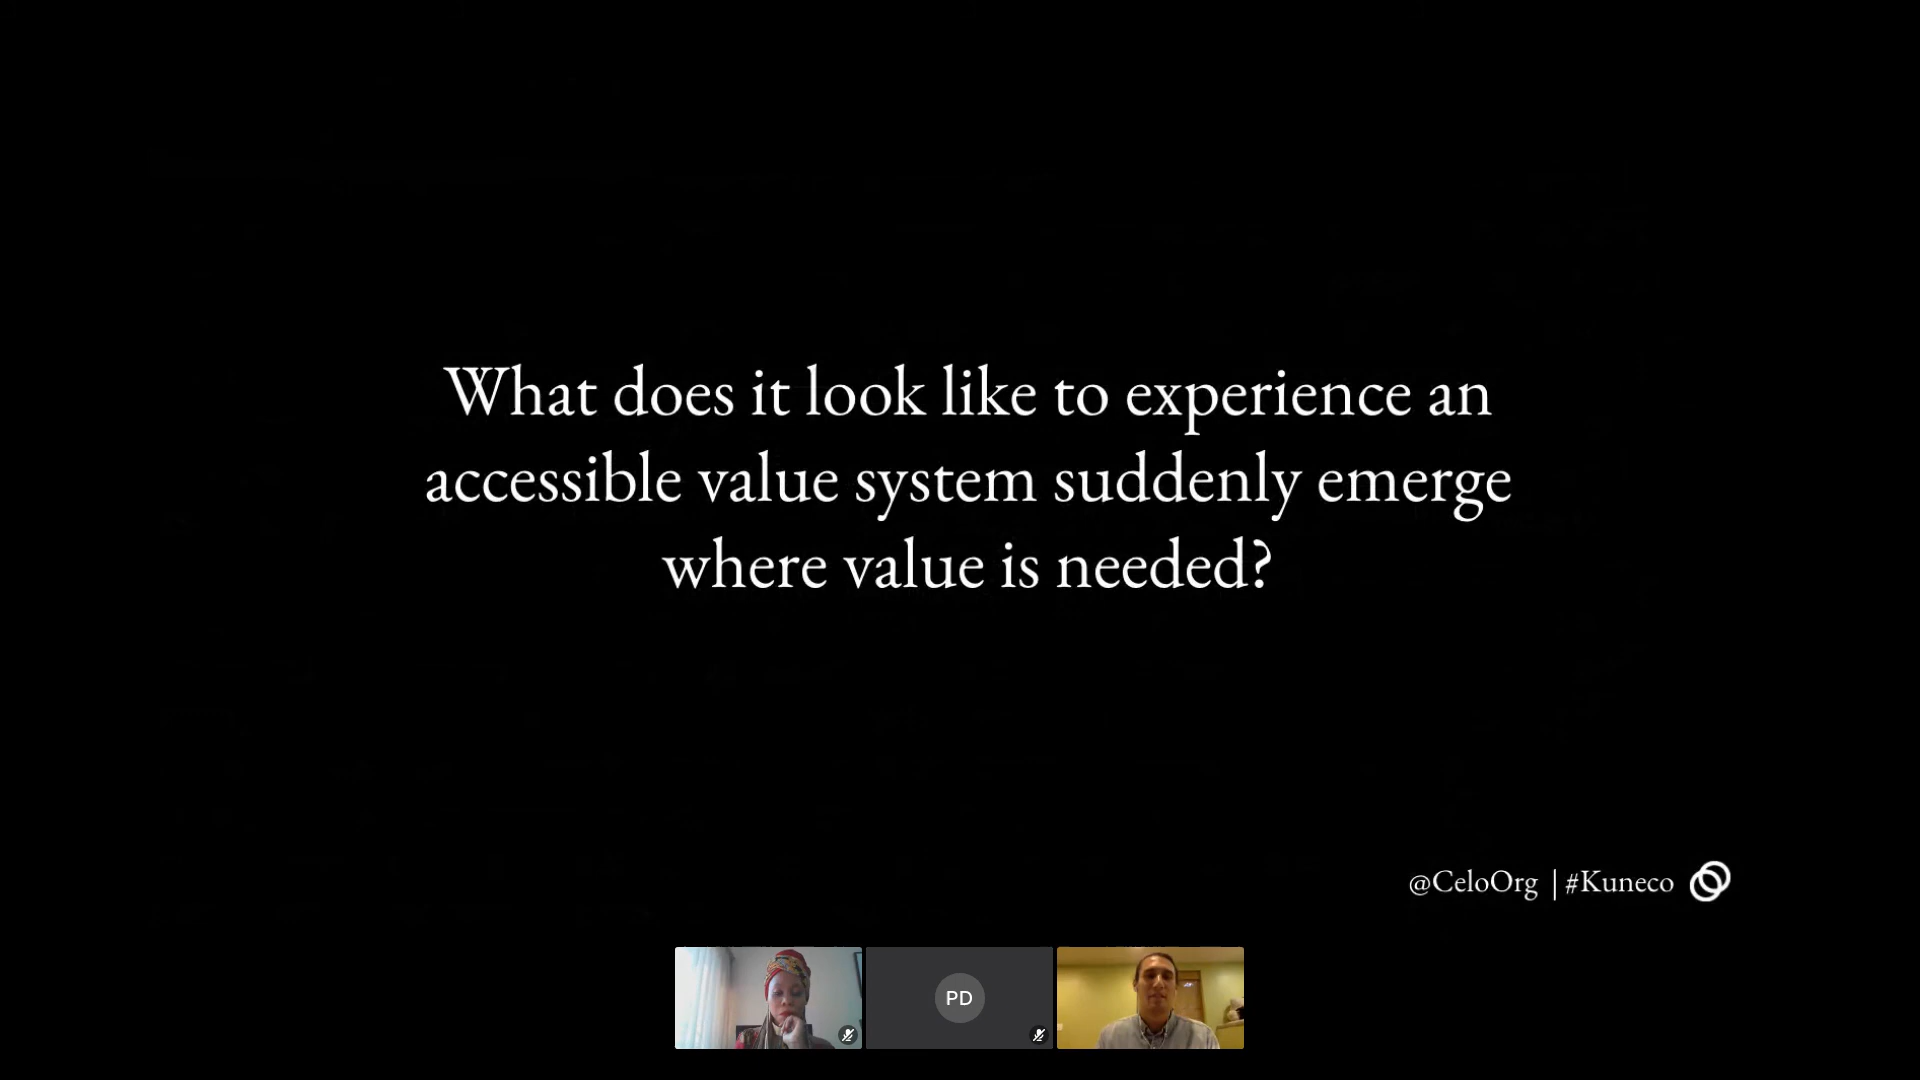 What does it look like to experience an
accessible value system suddenly emerge
where value is needed?
@CeloOrg | #Kuneco
PD